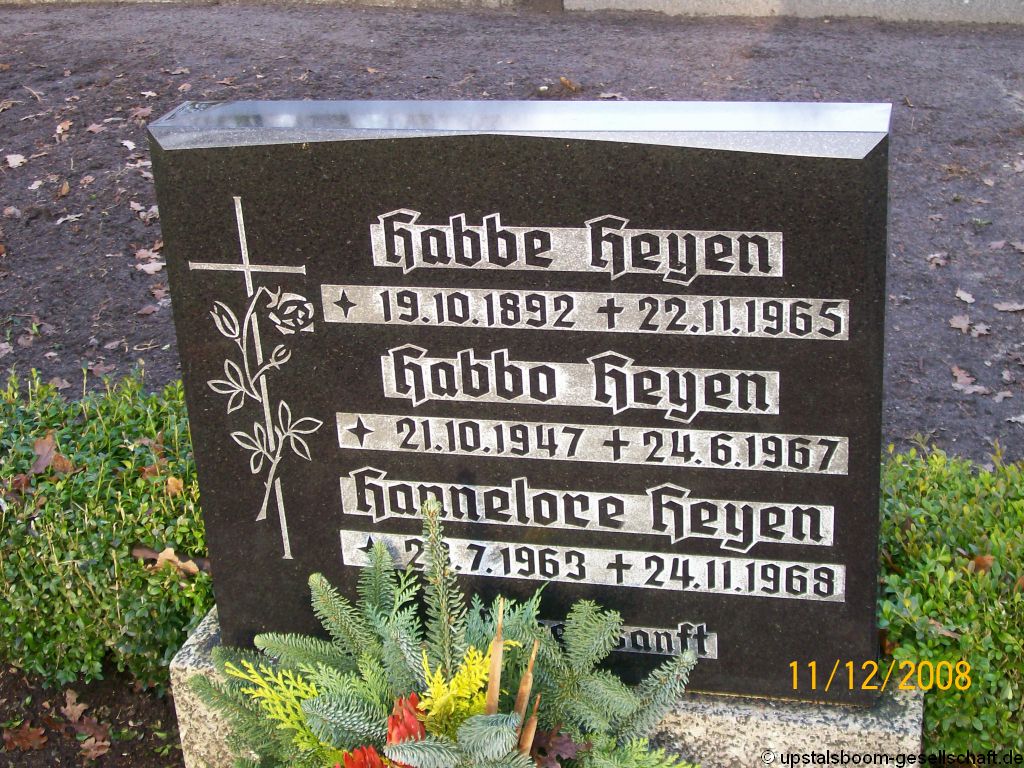 Habbe Heyen
✦ 19.10.1892 ✝ 22.11.1965
Habbo Heyen
✦ 21.10.1947 ✝ 24.6.1967
Hannelore Heyen
✦ .7.1963 ✝ 24.11.1968
sanft
11/12/2008
© upstalsboom-gesellschaft.de